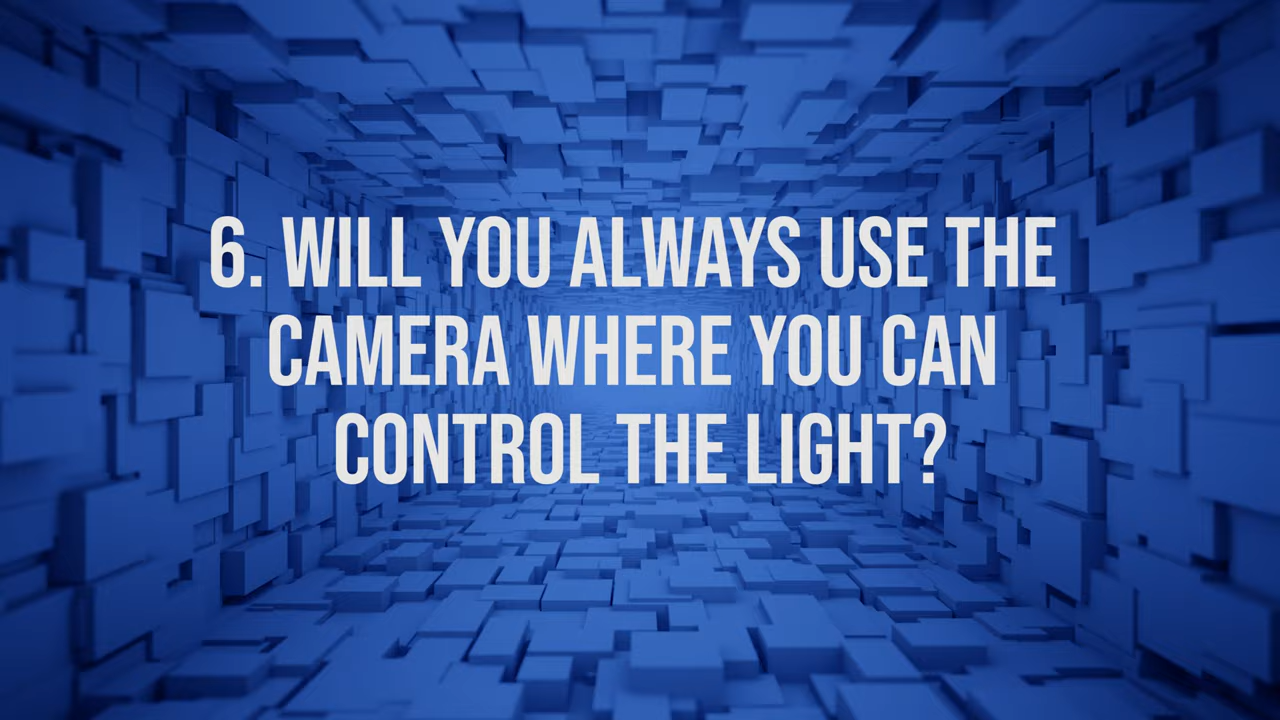 6. WILL YOU ALWAYS USE THE
CAMERA WHERE YOU CAN
CONTROL THE LIGHT?